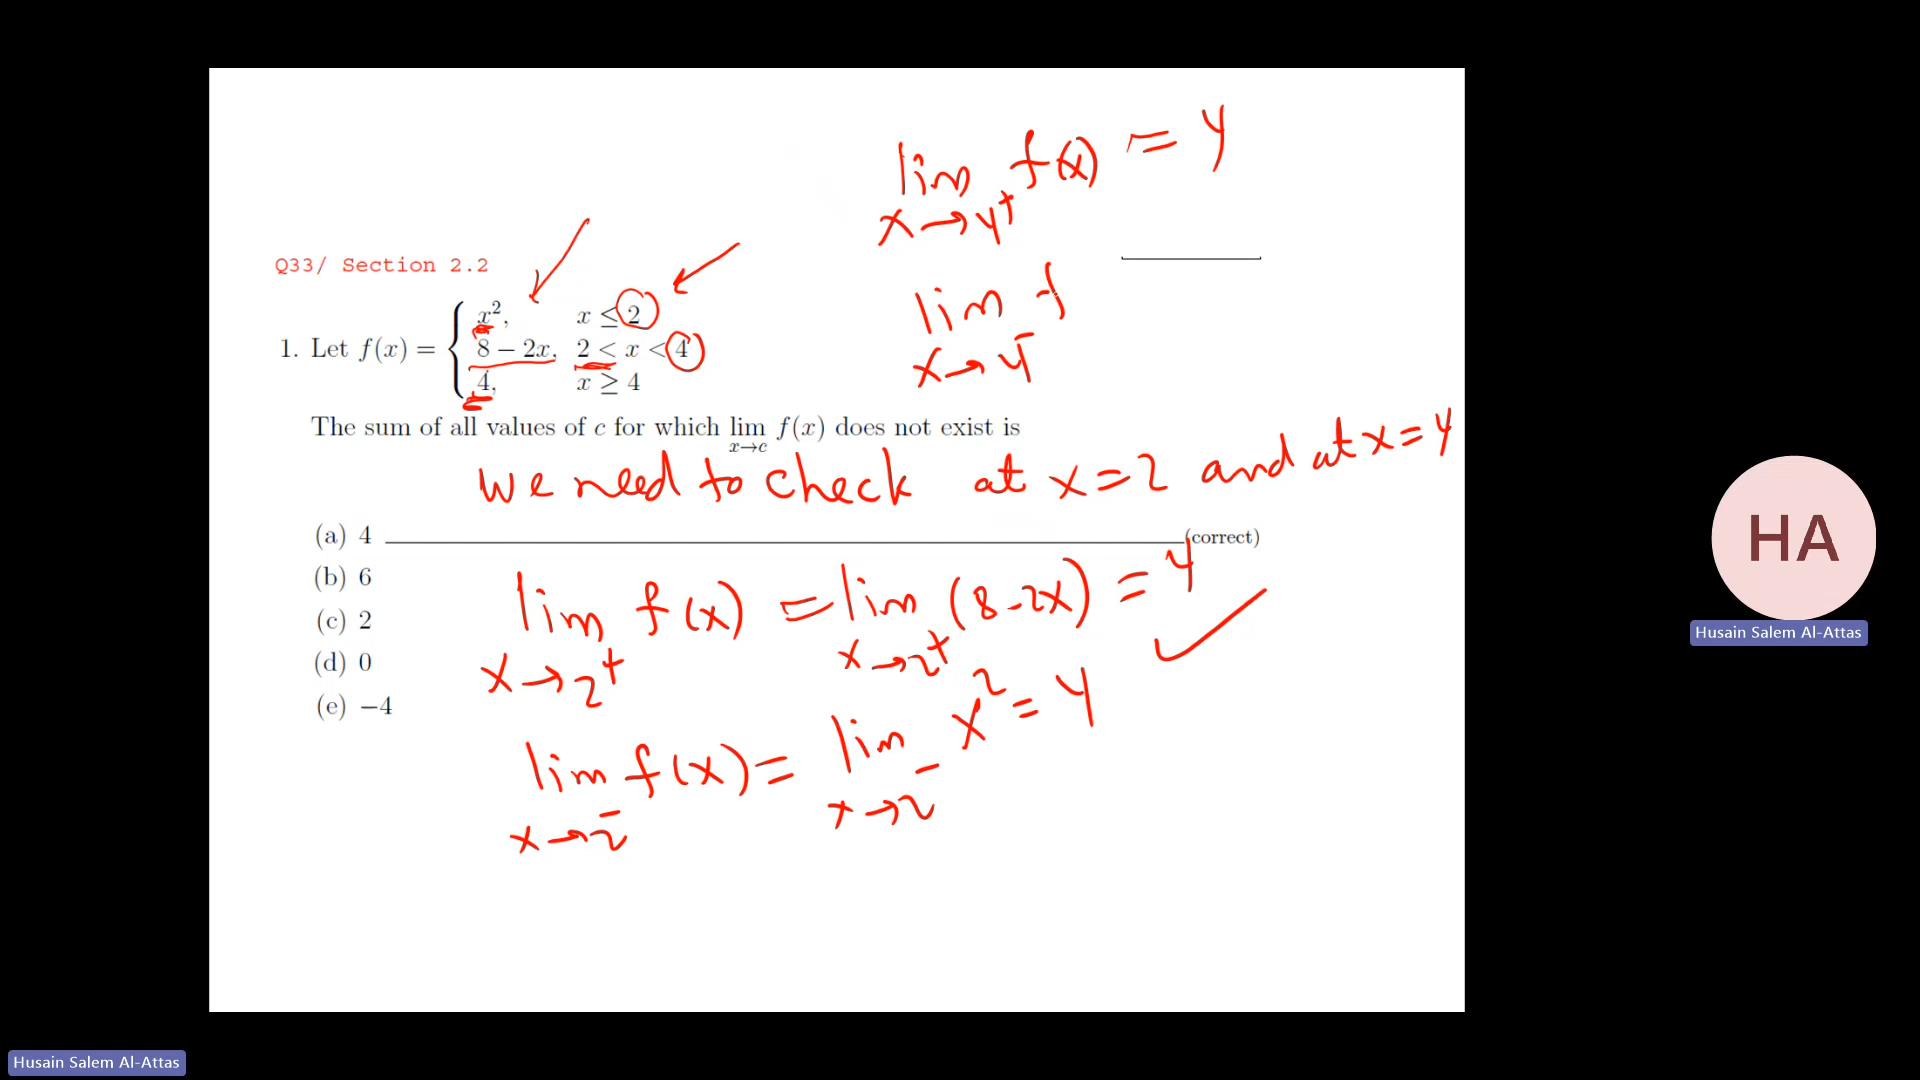 lim f(x) = 4
x→4⁺
lim f
x→4⁻
Q33/ Section 2.2
1. Let f(x) = { x², x ≤ 2
8 − 2x, 2 < x < 4
4, x ≥ 4
The sum of all values of c for which lim f(x) does not exist is
x→c
we need to check at x=2 and at x=4
(a) 4 (correct)
(b) 6
(c) 2
(d) 0
(e) −4
lim f(x) = lim (8-2x) = 4
x→2⁺ x→2⁺
lim f(x) = lim x² = 4
x→2⁻ x→2⁻
HA
Husain Salem Al-Attas
Husain Salem Al-Attas